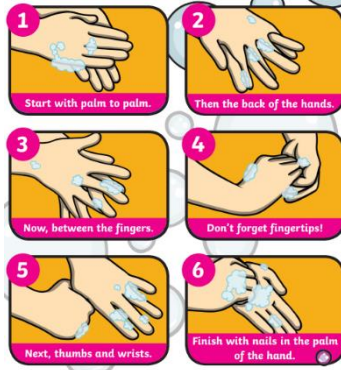 1
Start with palm to palm.
2
Then the back of the hands.
3
Now, between the fingers.
4
Don't forget fingertips!
5
Next, thumbs and wrists.
6
Finish with nails in the palm
of the hand.